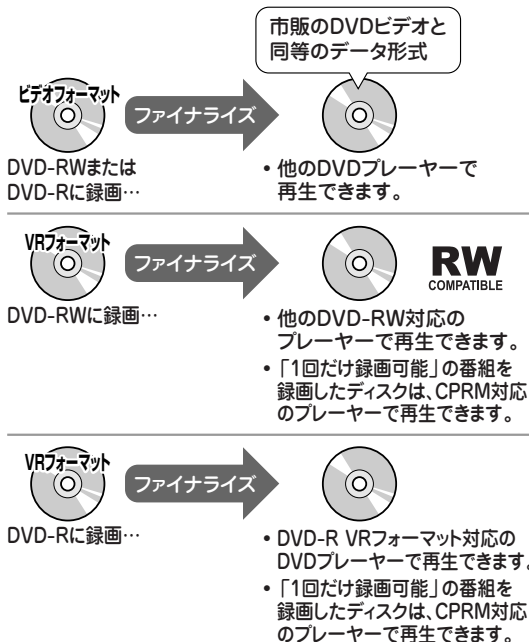 市販のDVDビデオと
同等のデータ形式
ビデオフォーマット
ファイナライズ
DVD-RWまたは
DVD-Rに録画…
• 他のDVDプレーヤーで
再生できます。
VRフォーマット
ファイナライズ
RW
COMPATIBLE
DVD-RWに録画…
• 他のDVD-RW対応の
プレーヤーで再生できます。
• 「1回だけ録画可能」の番組を
録画したディスクは、CPRM対応
のプレーヤーで再生できます。
VRフォーマット
ファイナライズ
DVD-Rに録画…
• DVD-R VRフォーマット対応の
DVDプレーヤーで再生できます。
• 「1回だけ録画可能」の番組を
録画したディスクは、CPRM対応
のプレーヤーで再生できます。